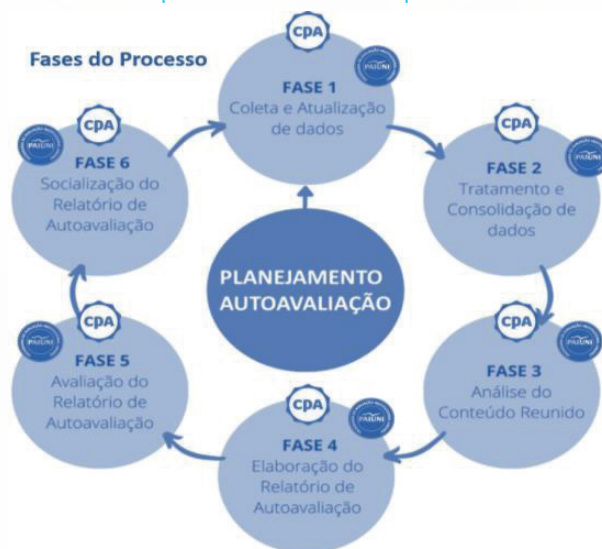 Fases do Processo
CPA
FASE 1
Coleta e Atualização
de dados
CPA
FASE 2
Tratamento e
Consolidação de
dados
CPA
FASE 3
Análise do
Conteúdo Reunido
CPA
FASE 4
Elaboração do
Relatório de
Autoavaliação
CPA
FASE 5
Avaliação do
Relatório de
Autoavaliação
CPA
FASE 6
Socialização do
Relatório de
Autoavaliação
PLANEJAMENTO
AUTOAVALIAÇÃO